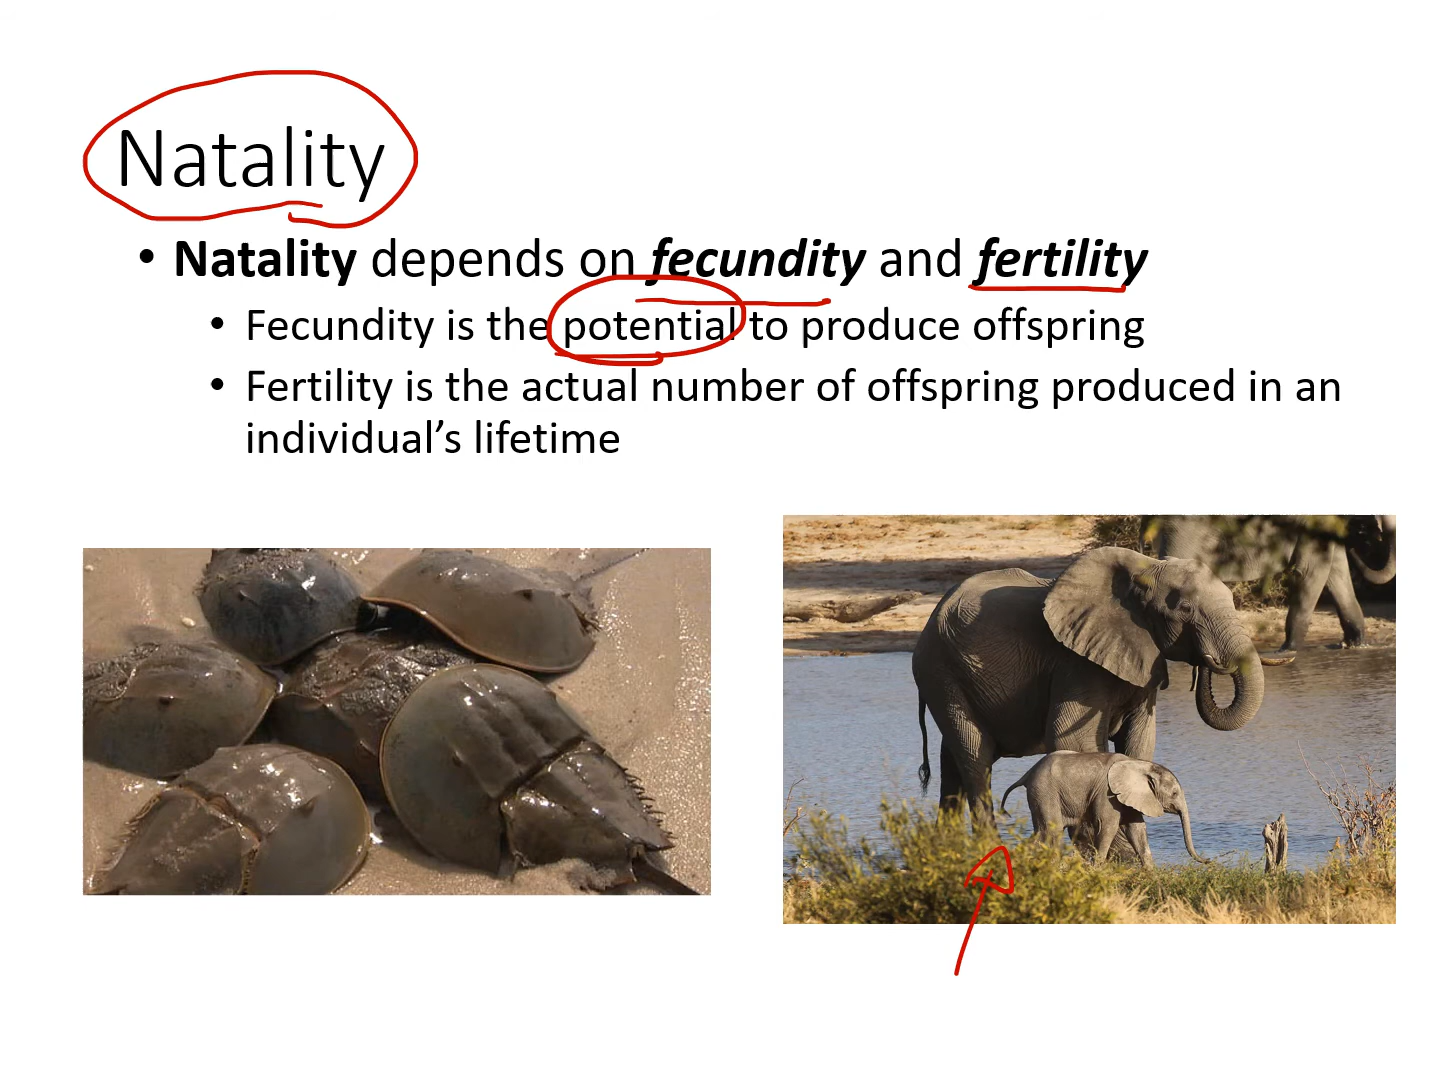 Natality
• Natality depends on fecundity and fertility
• Fecundity is the potential to produce offspring
• Fertility is the actual number of offspring produced in an
individual’s lifetime